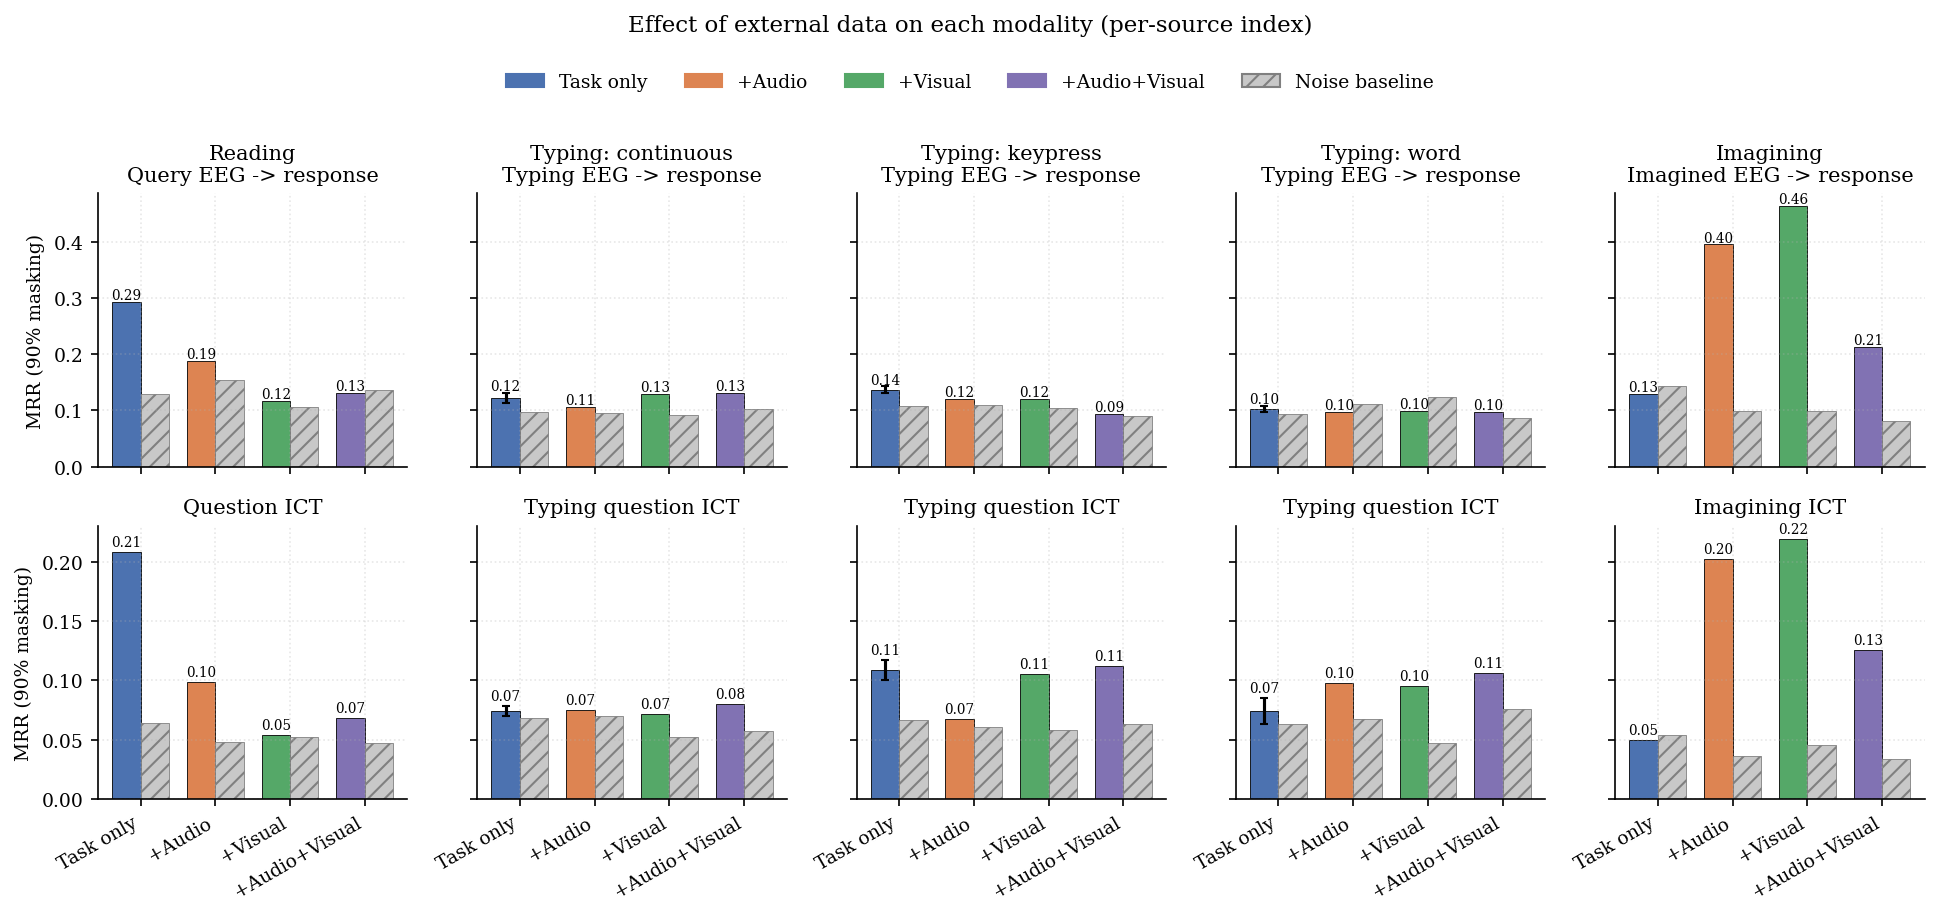 Effect of external data on each modality (per-source index)
Task only +Audio +Visual +Audio+Visual Noise baseline
Reading
Query EEG -> response
Typing: continuous
Typing EEG -> response
Typing: keypress
Typing EEG -> response
Typing: word
Typing EEG -> response
Imagining
Imagined EEG -> response
MRR (90% masking)
0.4
0.3
0.2
0.1
0.0
0.29
0.19
0.12
0.13
0.12
0.11
0.13
0.13
0.14
0.12
0.12
0.09
0.10
0.10
0.10
0.10
0.13
0.40
0.46
0.21
Question ICT
Typing question ICT
Typing question ICT
Typing question ICT
Imagining ICT
MRR (90% masking)
0.20
0.15
0.10
0.05
0.00
0.21
0.10
0.05
0.07
0.07
0.07
0.07
0.08
0.11
0.07
0.11
0.11
0.07
0.10
0.10
0.11
0.05
0.20
0.22
0.13
Task only
+Audio
+Visual
+Audio+Visual
Task only
+Audio
+Visual
+Audio+Visual
Task only
+Audio
+Visual
+Audio+Visual
Task only
+Audio
+Visual
+Audio+Visual
Task only
+Audio
+Visual
+Audio+Visual